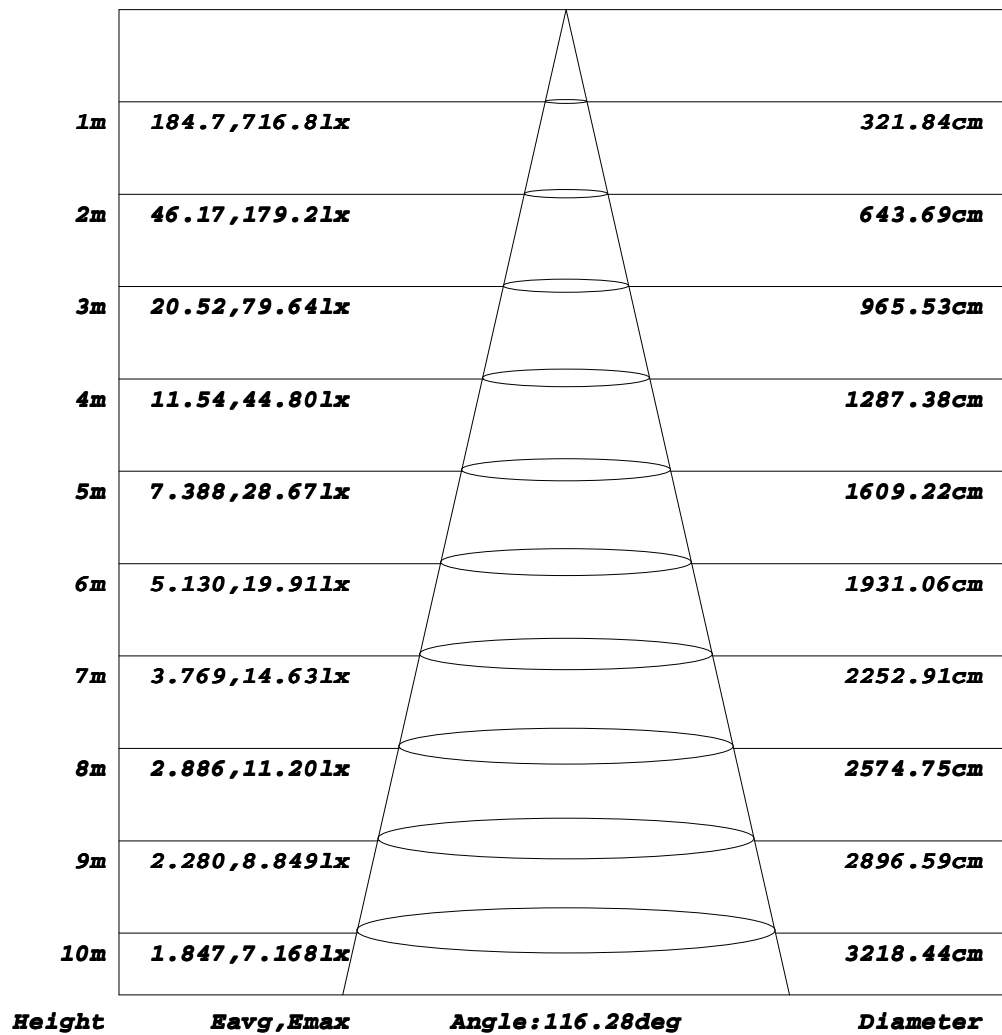 1m 184.7,716.8lx 321.84cm
2m 46.17,179.2lx 643.69cm
3m 20.52,79.64lx 965.53cm
4m 11.54,44.80lx 1287.38cm
5m 7.388,28.67lx 1609.22cm
6m 5.130,19.91lx 1931.06cm
7m 3.769,14.63lx 2252.91cm
8m 2.886,11.20lx 2574.75cm
9m 2.280,8.849lx 2896.59cm
10m 1.847,7.168lx 3218.44cm
Height Eavg,Emax Angle:116.28deg Diameter